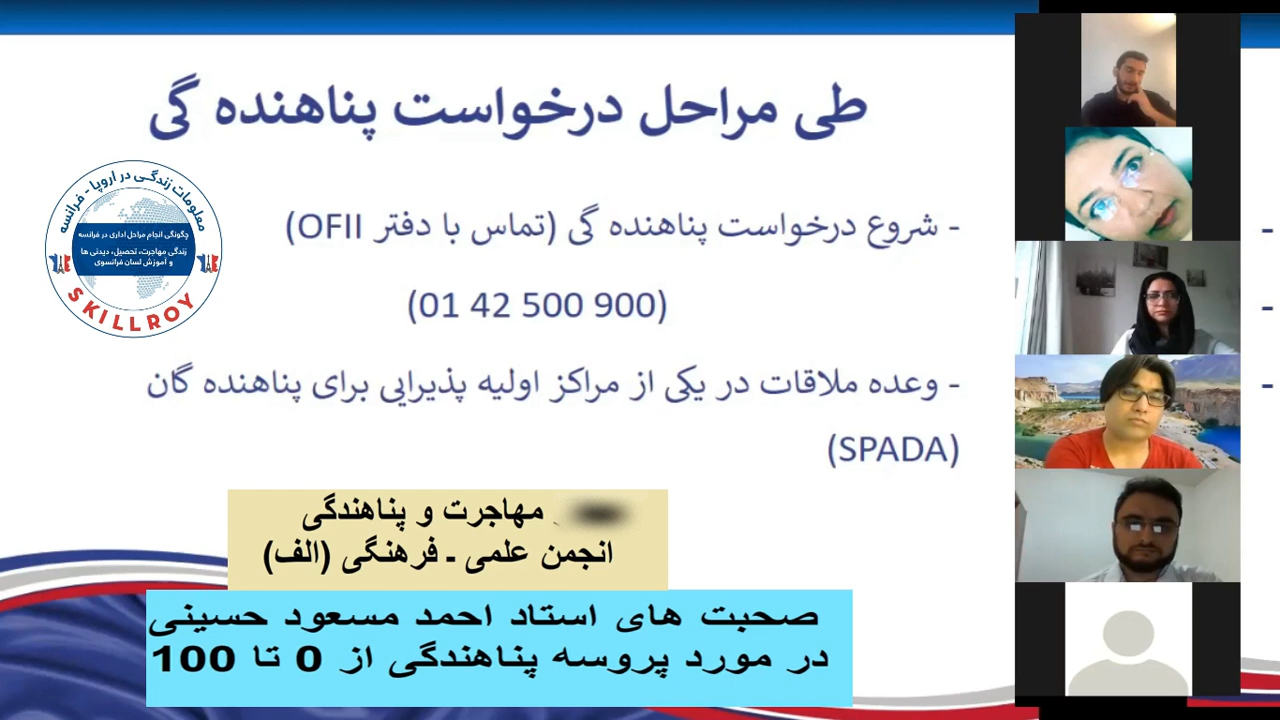 طی مراحل درخواست پناهنده گی
معلومات زندگی در اروپا - فرانسه
چگونگی انجام مراحل اداری در فرانسه
زندگی مهاجرت، تحصیل، دیدنی ها
و آموزش لسان فرانسوی
SKILLROY
- شروع درخواست پناهنده گی (تماس با دفتر OFII)
(01 42 500 900)
- وعده ملاقات در یکی از مراکز اولیه پذیرایی برای پناهنده گان
(SPADA)
مهاجرت و پناهندگی
انجمن علمی ـ فرهنگی (الف)
صحبت های استاد احمد مسعود حسینی
در مورد پروسه پناهندگی از 0 تا 100
-
-
-